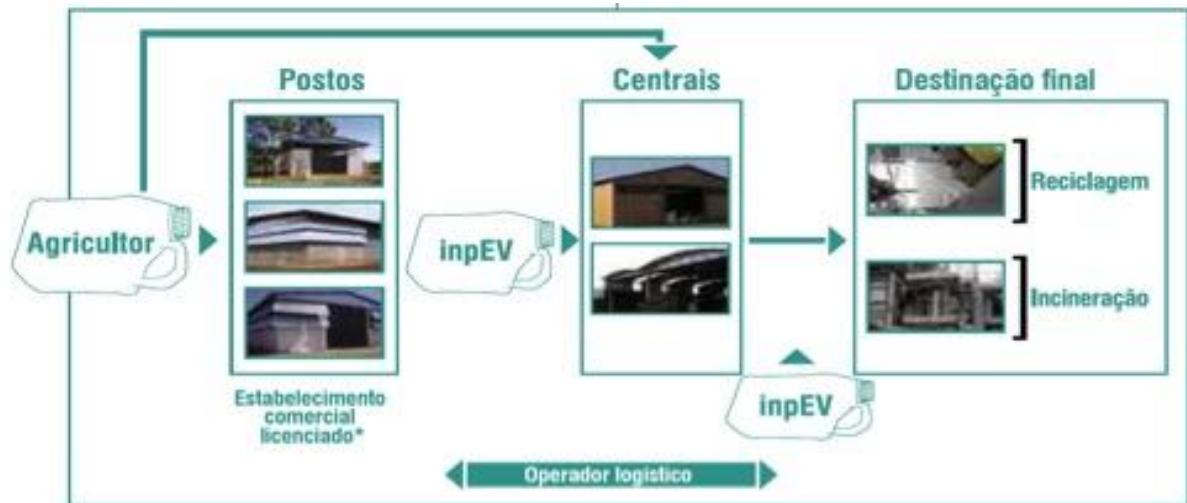 Postos
Centrais
Destinação final
Agricultor
inpEV
Reciclagem
Incineração
Estabelecimento
comercial
licenciado*
inpEV
Operador logístico